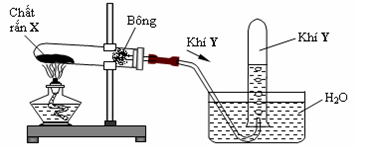 Chất
rắn X
Bông
Khí Y
Khí Y
H₂O